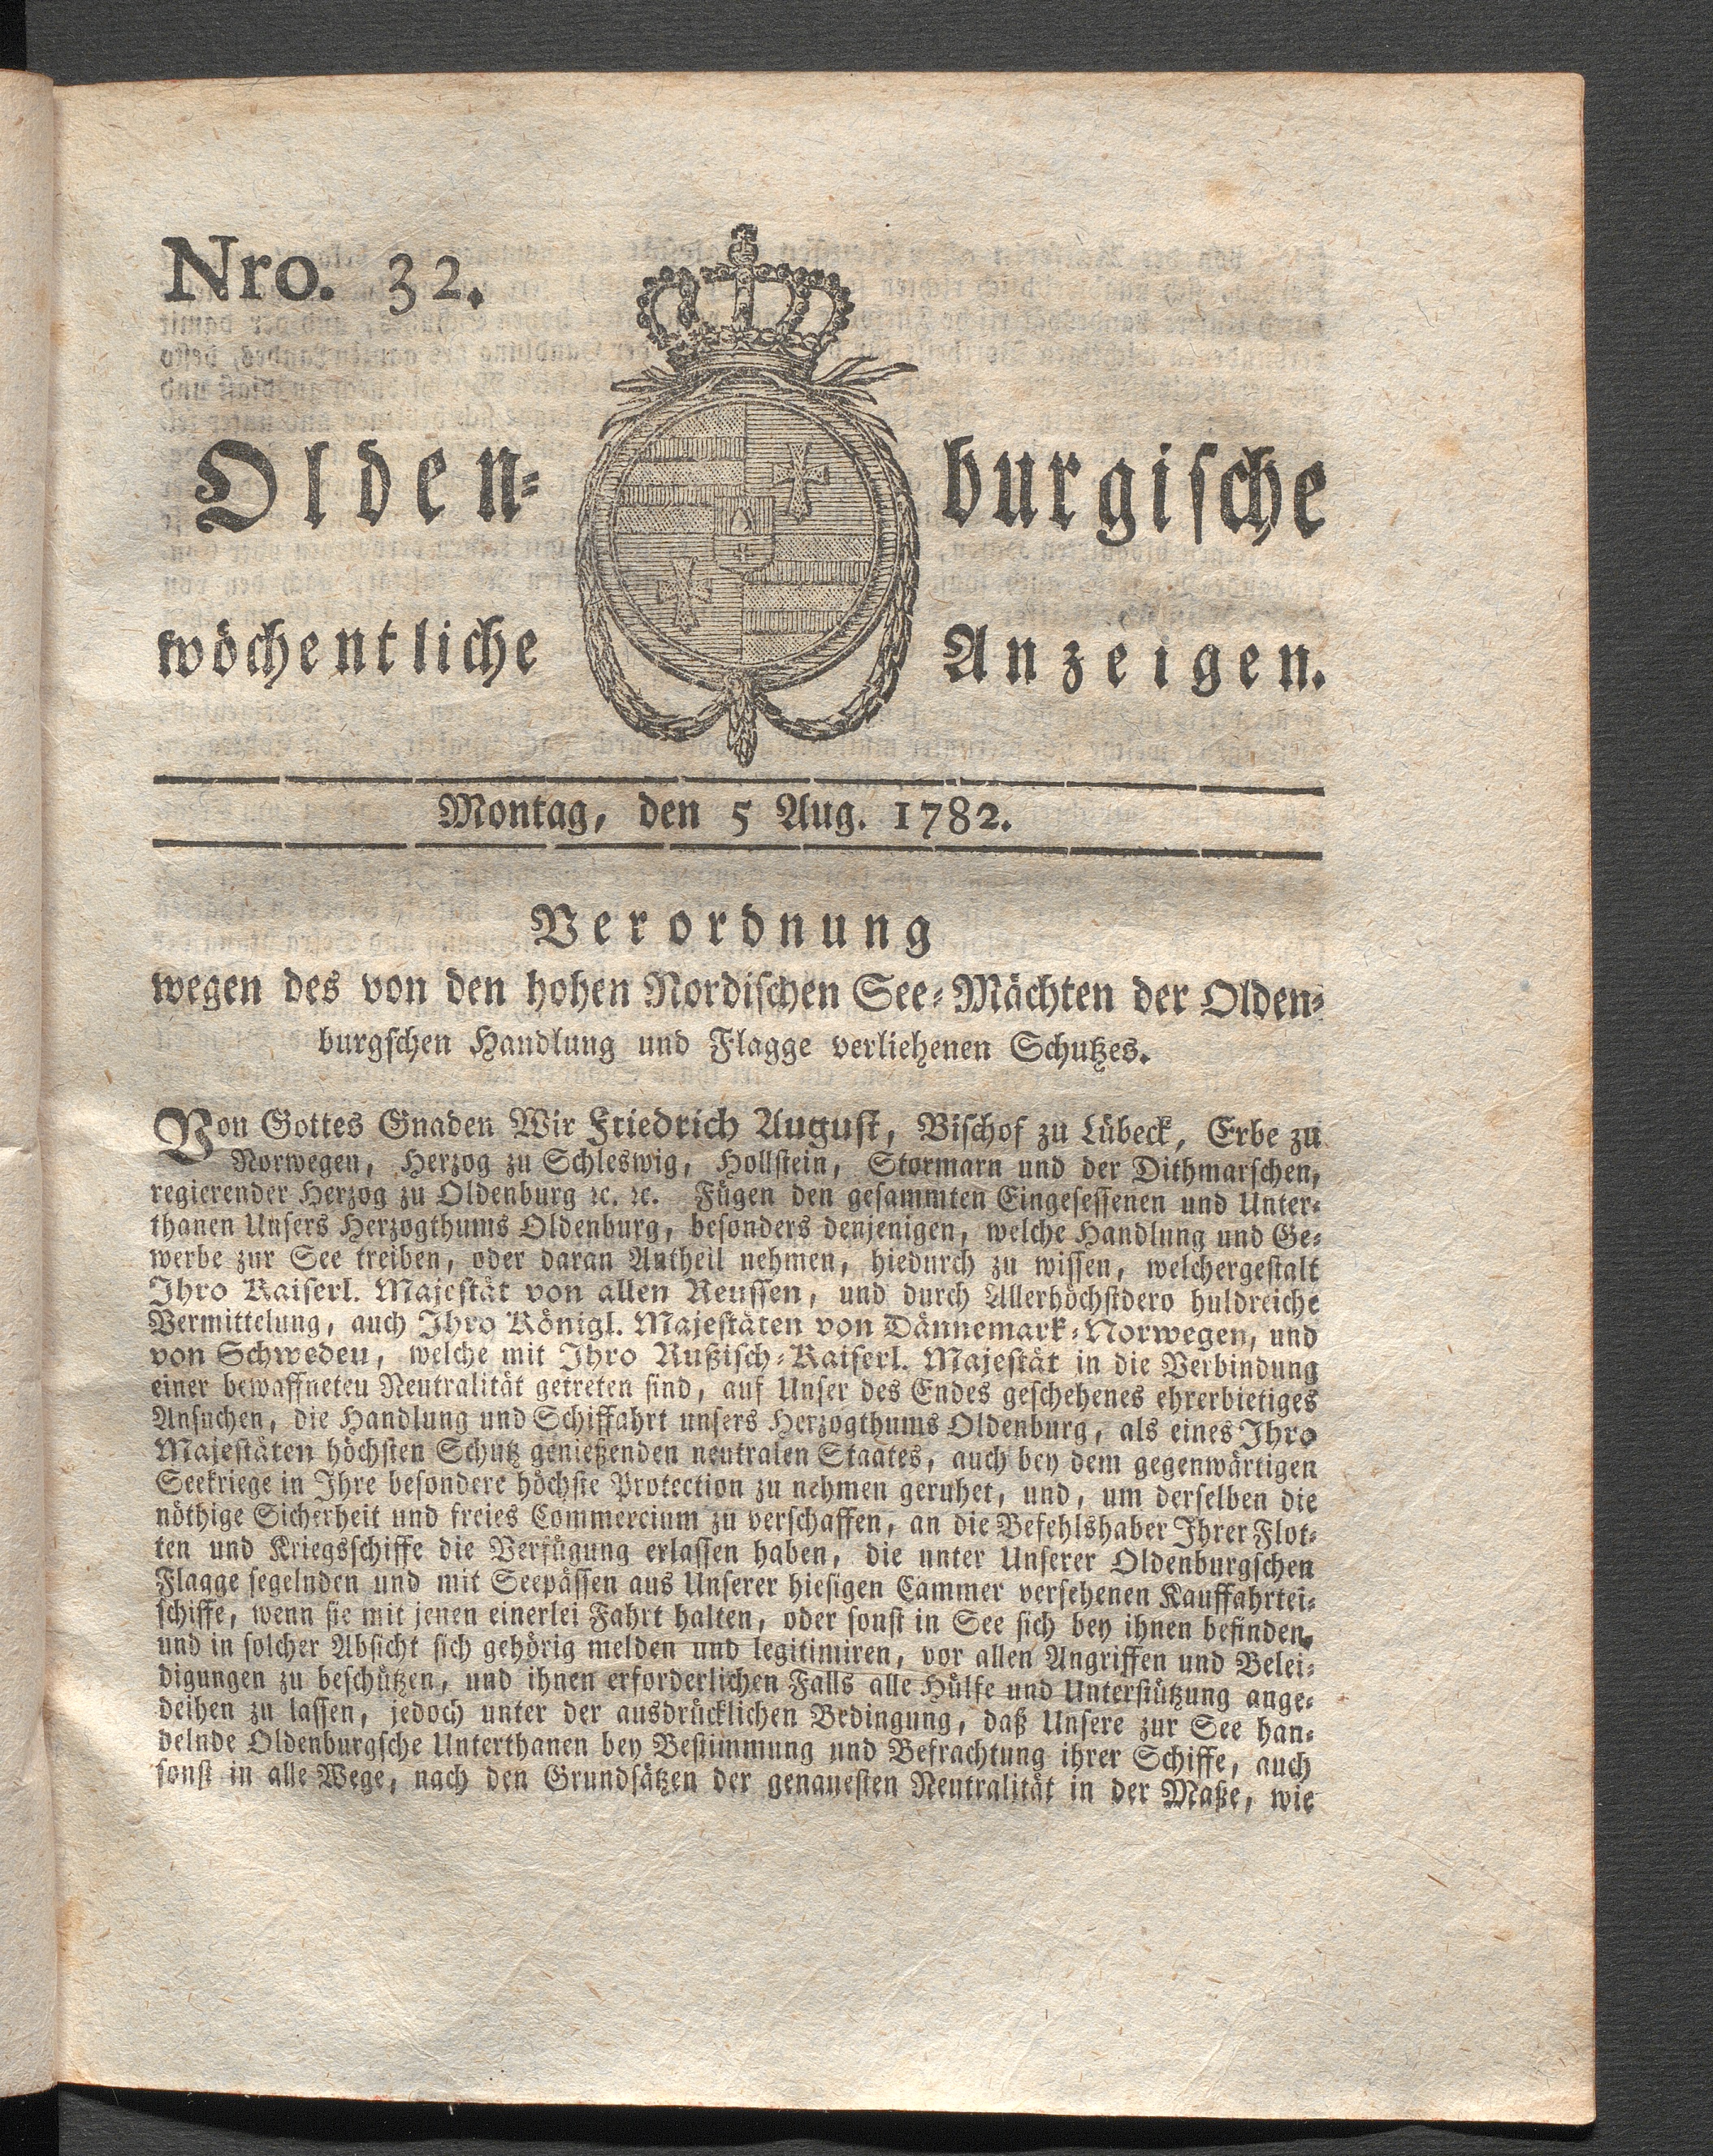 Nro. 32.
Olden-burgische
wöchentliche Anzeigen.
Montag, den 5 Aug. 1782.
Verordnung
wegen des von den hohen Nordischen See-Mächten der Olden-
burgschen Handlung und Flagge verliehenen Schutzes.
Von Gottes Gnaden Wir Friedrich August, Bischof zu Lübeck, Erbe zu
Norwegen, Herzog zu Schleswig, Hollstein, Stormarn und der Dithmarschen,
regierender Herzog zu Oldenburg ꝛc. ꝛc. Fügen den gesammten Eingesessenen und Unter-
thanen Unsers Herzogthums Oldenburg, besonders denjenigen, welche Handlung und Ge-
werbe zur See treiben, oder daran Antheil nehmen, hiedurch zu wissen, welchergestalt
Ihro Kaiserl. Majestät von allen Reussen, und durch Allerhöchstdero huldreiche
Vermittelung, auch Ihro Königl. Majestäten von Dännemark-Norwegen, und
von Schweden, welche mit Ihro Rußisch-Kaiserl. Majestät in die Verbindung
einer bewaffneten Neutralität getreten sind, auf Unser des Endes geschehenes ehrerbietiges
Ansuchen, die Handlung und Schiffahrt unsers Herzogthums Oldenburg, als eines Ihro
Majestäten höchsten Schutz genießenden neutralen Staates, auch bey dem gegenwärtigen
Seekriege in Ihre besondere höchste Protection zu nehmen geruhet, und, um derselben die
nöthige Sicherheit und freies Commercium zu verschaffen, an die Befehlshaber Ihrer Flot-
ten und Kriegsschiffe die Verfügung erlassen haben, die unter Unserer Oldenburgschen
Flagge segelnden und mit Seepässen aus Unserer hiesigen Cammer versehenen Kauffahrtei-
schiffe, wenn sie mit jenen einerlei Fahrt halten, oder sonst in See sich bey ihnen befinden,
und in solcher Absicht sich gehörig melden und legitimiren, vor allen Angriffen und Belei-
digungen zu beschützen, und ihnen erforderlichen Falls alle Hülfe und Unterstützung ange-
deihen zu lassen, jedoch unter der ausdrücklichen Bedingung, daß Unsere zur See han-
delnde Oldenburgsche Unterthanen bey Bestimmung und Befrachtung ihrer Schiffe, auch
sonst in alle Wege, nach den Grundsätzen der genauesten Neutralität in der Maße, wie